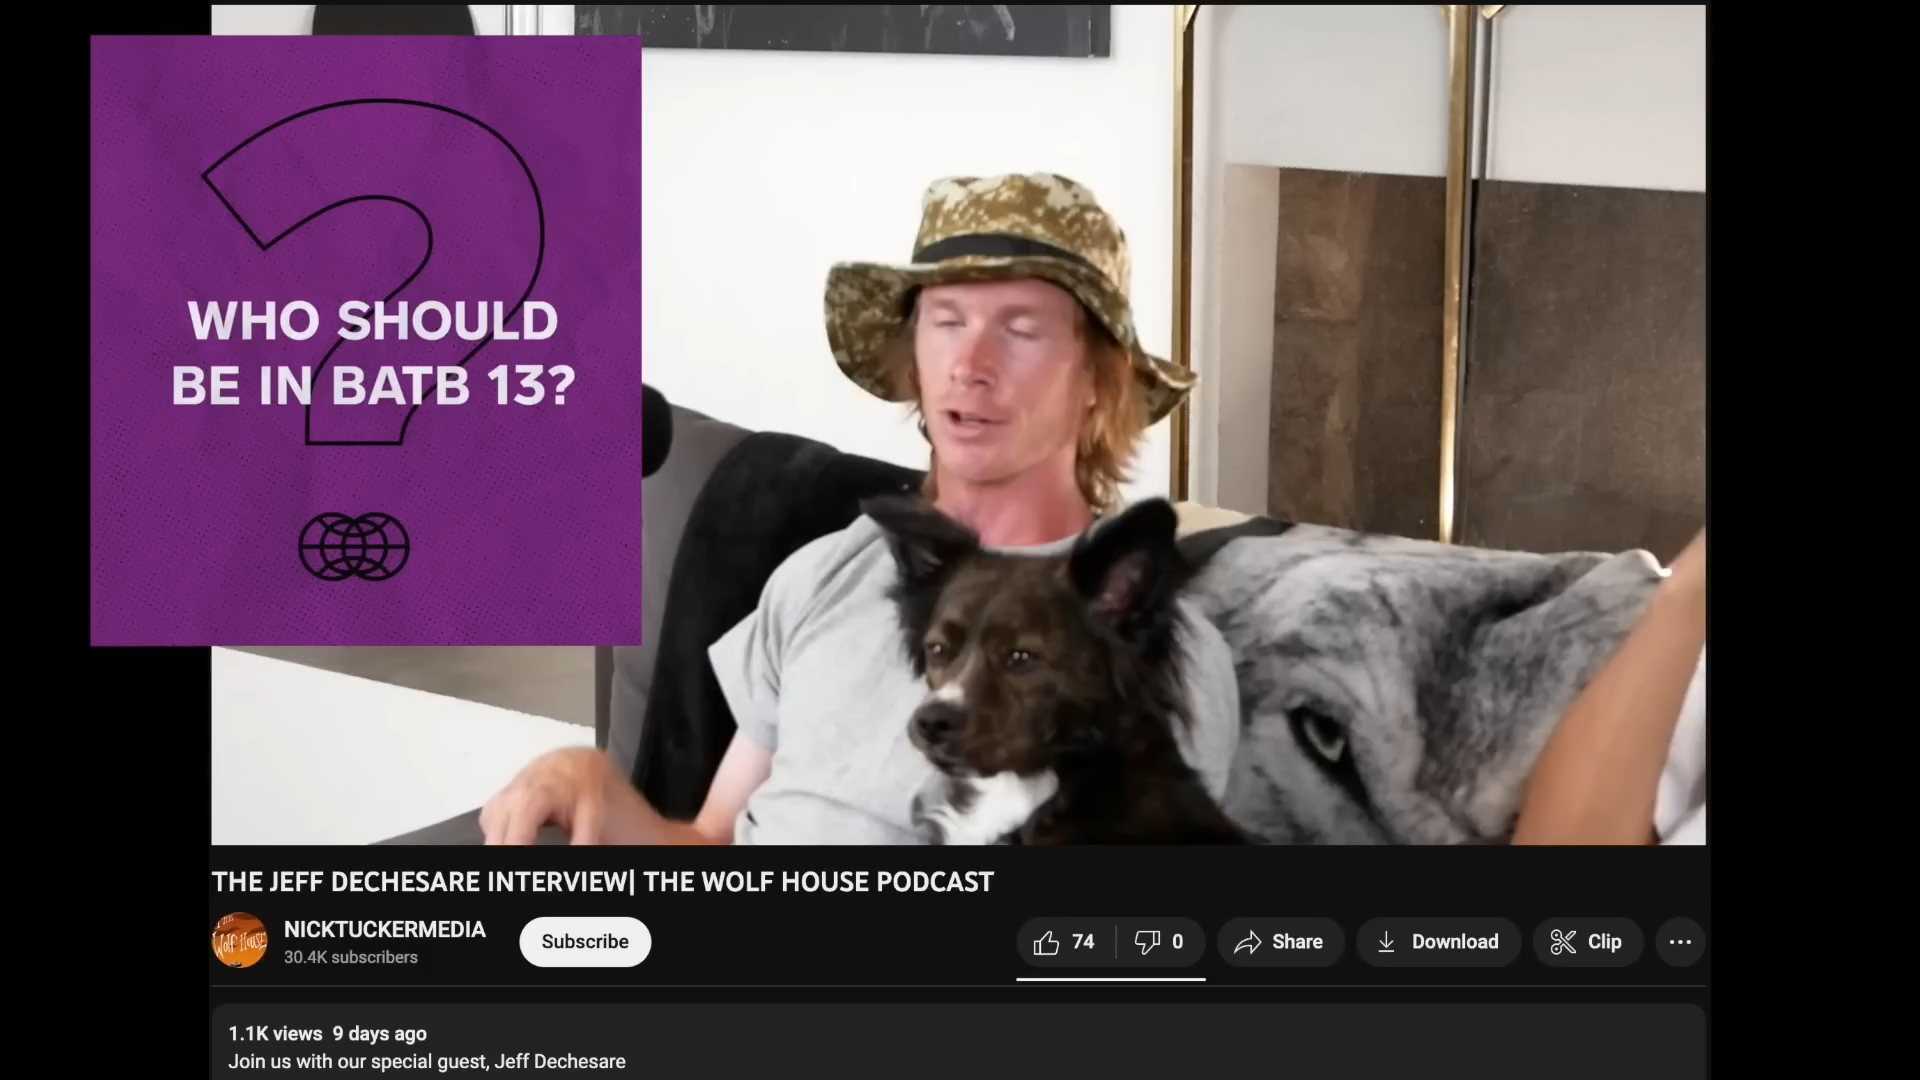 WHO SHOULD
BE IN BATB 13?
THE JEFF DECHESARE INTERVIEW| THE WOLF HOUSE PODCAST
Wolf House
NICKTUCKERMEDIA
30.4K subscribers
Subscribe
74
0
Share
Download
Clip
1.1K views 9 days ago
Join us with our special guest, Jeff Dechesare